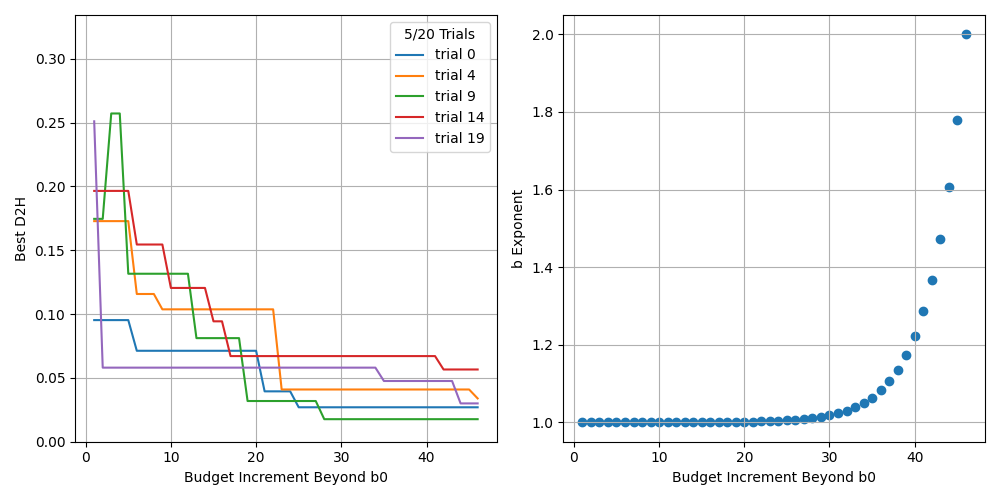 5/20 Trials
trial 0
trial 4
trial 9
trial 14
trial 19
Best D2H
0.30
0.25
0.20
0.15
0.10
0.05
0.00
0 10 20 30 40
Budget Increment Beyond b0
b Exponent
2.0
1.8
1.6
1.4
1.2
1.0
0 10 20 30 40
Budget Increment Beyond b0